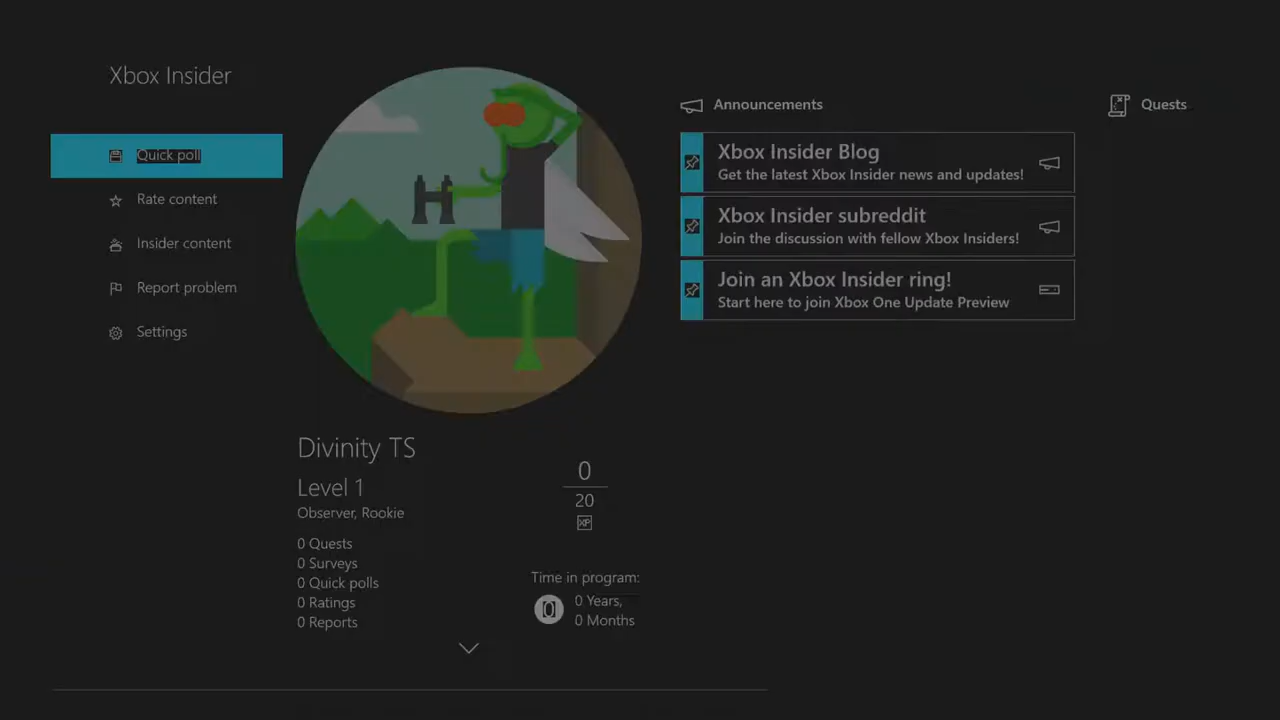 Xbox Insider
Quick poll
Rate content
Insider content
Report problem
Settings
Divinity TS
Level 1
Observer, Rookie
0 Quests
0 Surveys
0 Quick polls
0 Ratings
0 Reports
0
20
XP
Time in program:
0
0 Years,
0 Months
Announcements
Xbox Insider Blog
Get the latest Xbox Insider news and updates!
Xbox Insider subreddit
Join the discussion with fellow Xbox Insiders!
Join an Xbox Insider ring!
Start here to join Xbox One Update Preview
Quests